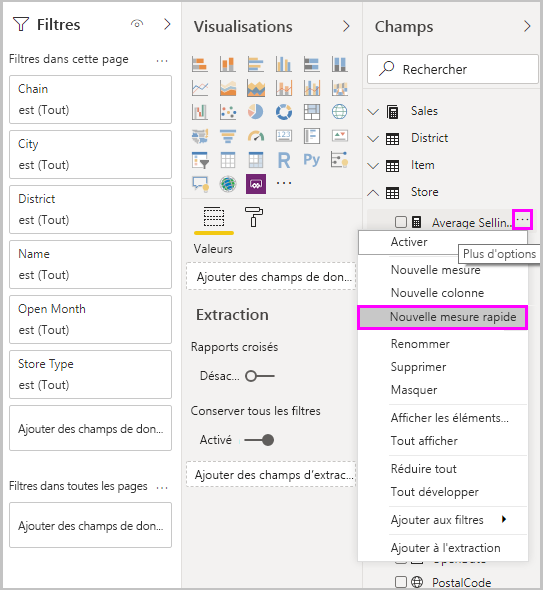 Filtres
Filtres dans cette page
Chain
est (Tout)
City
est (Tout)
District
est (Tout)
Name
est (Tout)
Open Month
est (Tout)
Store Type
est (Tout)
Ajouter des champs de don...
Filtres dans toutes les pages
Ajouter des champs de don...
Visualisations
123
R
Py
Valeurs
Ajouter des champs de don...
Extraction
Rapports croisés
Désac...
Conserver tous les filtres
Activé
Ajouter des champs d'extrac...
Champs
Rechercher
Sales
District
Item
Store
Average Sellin...
Activer
Plus d'options
Nouvelle mesure
Nouvelle colonne
Nouvelle mesure rapide
Renommer
Supprimer
Masquer
Afficher les éléments...
Tout afficher
Réduire tout
Tout développer
Ajouter aux filtres
Ajouter à l'extraction
PostalCode